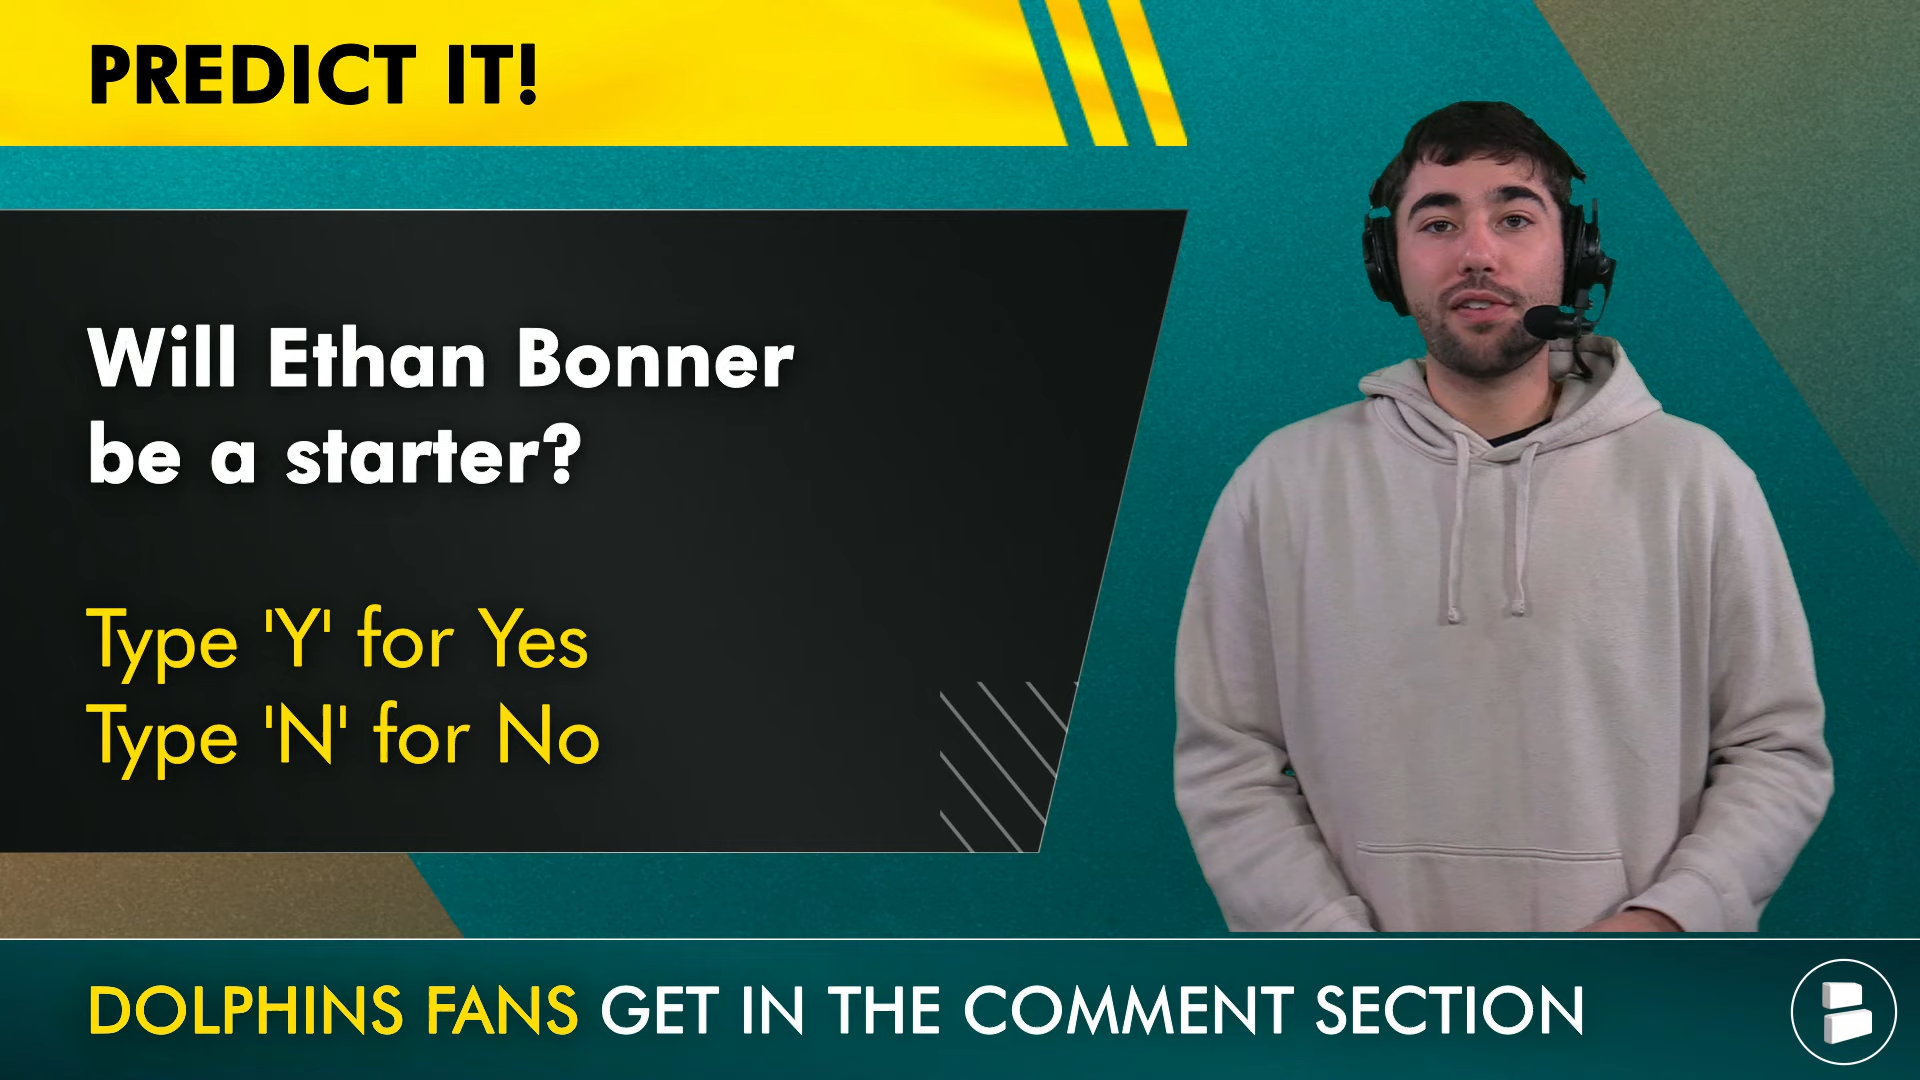 PREDICT IT!
Will Ethan Bonner
be a starter?
Type 'Y' for Yes
Type 'N' for No
DOLPHINS FANS GET IN THE COMMENT SECTION